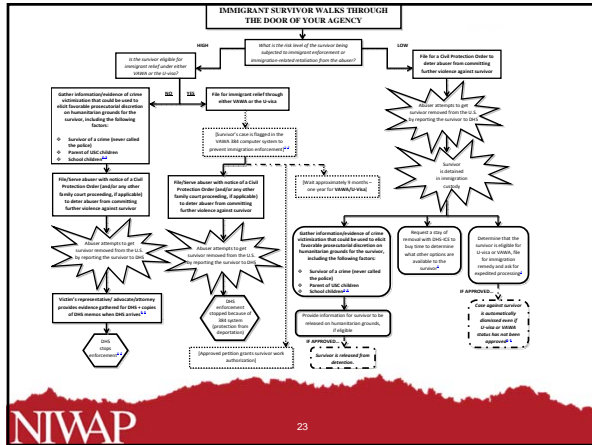 IMMIGRANT SURVIVOR WALKS THROUGH
THE DOOR OF YOUR AGENCY
HIGH
What is the risk level of the survivor being
subjected to immigrant enforcement or
immigration-related retaliation from the abuser?
LOW
Is the survivor eligible for
immigrant relief under either
VAWA or the U-visa?
File for a Civil Protection Order to
deter abuser from committing
further violence against survivor
NO
YES
Gather information/evidence of crime
victimization that could be used to
elicit favorable prosecutorial discretion
on humanitarian grounds for the
survivor, including the following
factors:
❖ Survivor of a crime (never called
the police)
❖ Parent of USC children
❖ School children
File for immigrant relief through
either VAWA or the U-visa
[Survivor's case is flagged in the
VAWA 384 computer system to
prevent immigration enforcement]
Abuser attempts to get
survivor removed from the U.S.
by reporting the survivor to DHS
Survivor
is detained
in immigration
custody
[Wait approximately 9 months –
one year for VAWA/U-Visa]
File/Serve abuser with notice of a Civil
Protection Order (and/or any other
family court proceeding, if applicable)
to deter abuser from committing
further violence against survivor
File/Serve abuser with notice of a Civil
Protection Order (and/or any other
family court proceeding, if applicable)
to deter abuser from committing
further violence against survivor
Gather information/evidence of crime
victimization that could be used to elicit
favorable prosecutorial discretion on
humanitarian grounds for the survivor,
including the following factors:
❖ Survivor of a crime (never called
the police)
❖ Parent of USC children
❖ School children
Request a stay of
removal with DHS-ICE to
buy time to determine
what other options are
available to the
survivor
Determine that the
survivor is eligible for
U-visa or VAWA, file
for immigration
remedy and ask for
expedited processing
Abuser attempts to get
survivor removed from the U.S.
by reporting the survivor to DHS
Abuser attempts to get
survivor removed from the U.S.
by reporting the survivor to DHS
IF APPROVED...
Victim's representative/ advocate/attorney
provides evidence gathered for DHS + copies
of DHS memos when DHS arrives
DHS
enforcement
stopped because of
384 system
(protection from
deportation)
Provide information for survivor to be
released on humanitarian grounds,
if eligible
Case against survivor
is automatically
dismissed even if
U-visa or VAWA
status has not been
approved
DHS
stops
enforcement
[Approved petition grants survivor work
authorization]
IF APPROVED...
Survivor is released from
detention.
NIWAP
23